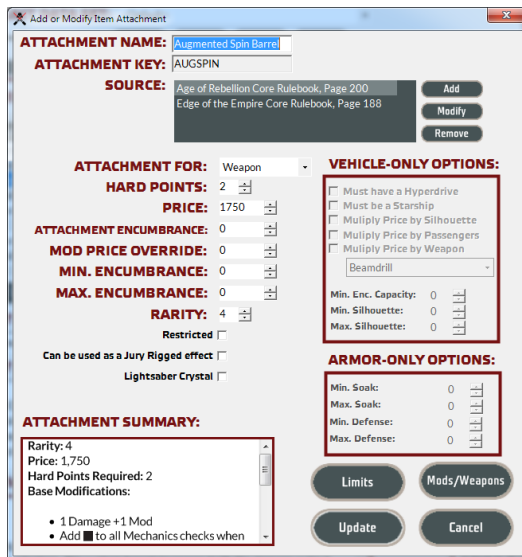 Add or Modify Item Attachment
ATTACHMENT NAME: Augmented Spin Barrel
ATTACHMENT KEY: AUGSPIN
SOURCE: Age of Rebellion Core Rulebook, Page 200
Edge of the Empire Core Rulebook, Page 188
Add
Modify
Remove
ATTACHMENT FOR: Weapon
HARD POINTS: 2
PRICE: 1750
ATTACHMENT ENCUMBRANCE: 0
MOD PRICE OVERRIDE: 0
MIN. ENCUMBRANCE: 0
MAX. ENCUMBRANCE: 0
RARITY: 4
Restricted
Can be used as a Jury Rigged effect
Lightsaber Crystal
VEHICLE-ONLY OPTIONS:
Must have a Hyperdrive
Must be a Starship
Muliply Price by Silhouette
Muliply Price by Passengers
Muliply Price by Weapon
Beamdrill
Min. Enc. Capacity: 0
Min. Silhouette: 0
Max. Silhouette: 0
ARMOR-ONLY OPTIONS:
Min. Soak: 0
Max. Soak: 0
Min. Defense: 0
Max. Defense: 0
ATTACHMENT SUMMARY:
Rarity: 4
Price: 1,750
Hard Points Required: 2
Base Modifications:
• 1 Damage +1 Mod
• Add ■ to all Mechanics checks when
Limits
Mods/Weapons
Update
Cancel